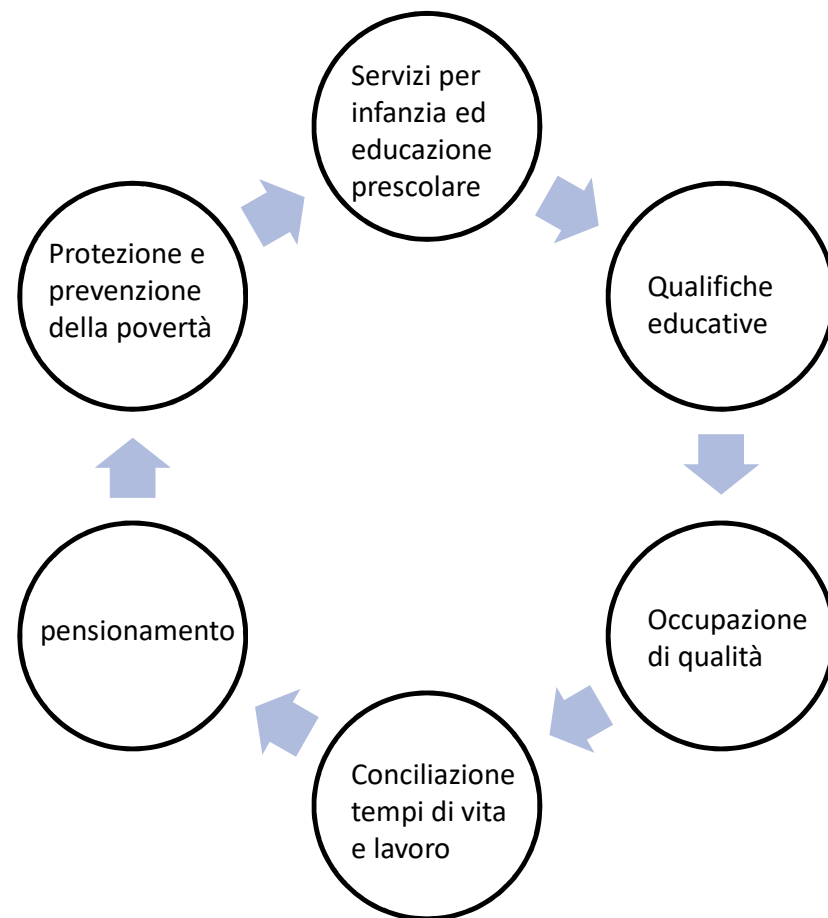 Servizi per
infanzia ed
educazione
prescolare
Qualifiche
educative
Occupazione
di qualità
Conciliazione
tempi di vita
e lavoro
pensionamento
Protezione e
prevenzione
della povertà